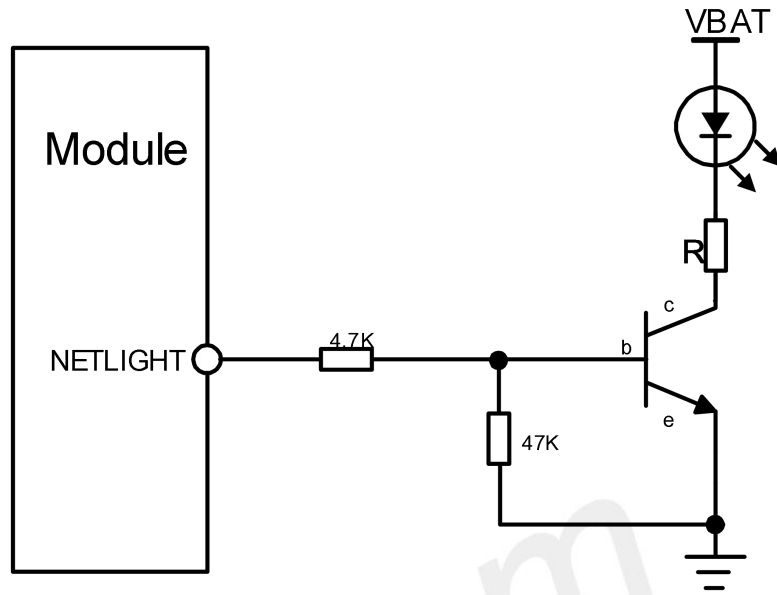 VBAT
Module
R
c
NETLIGHT
4.7K
b
e
47K
m